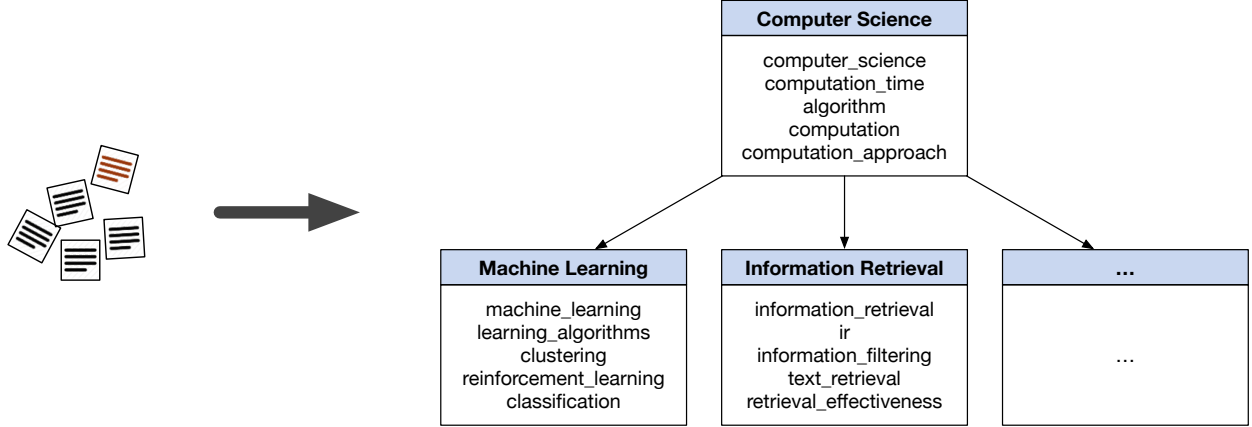 Computer Science
computer_science
computation_time
algorithm
computation
computation_approach
Machine Learning
machine_learning
learning_algorithms
clustering
reinforcement_learning
classification
Information Retrieval
information_retrieval
ir
information_filtering
text_retrieval
retrieval_effectiveness
...
...